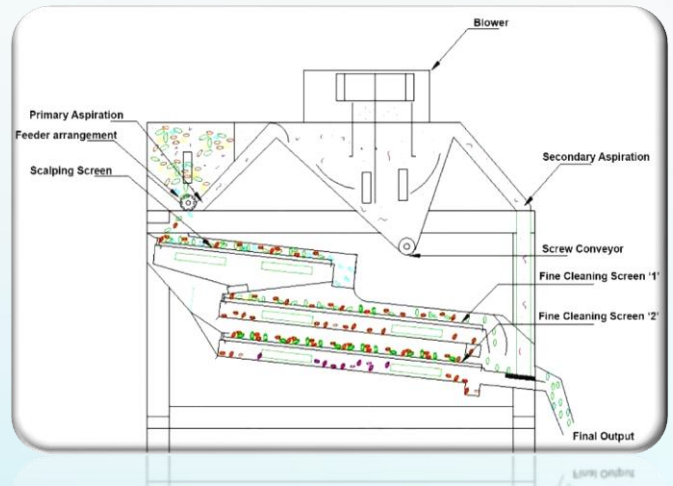 Blower
Primary Aspiration
Feeder arrangement
Scalping Screen
Secondary Aspiration
Screw Conveyor
Fine Cleaning Screen '1'
Fine Cleaning Screen '2'
Final Output